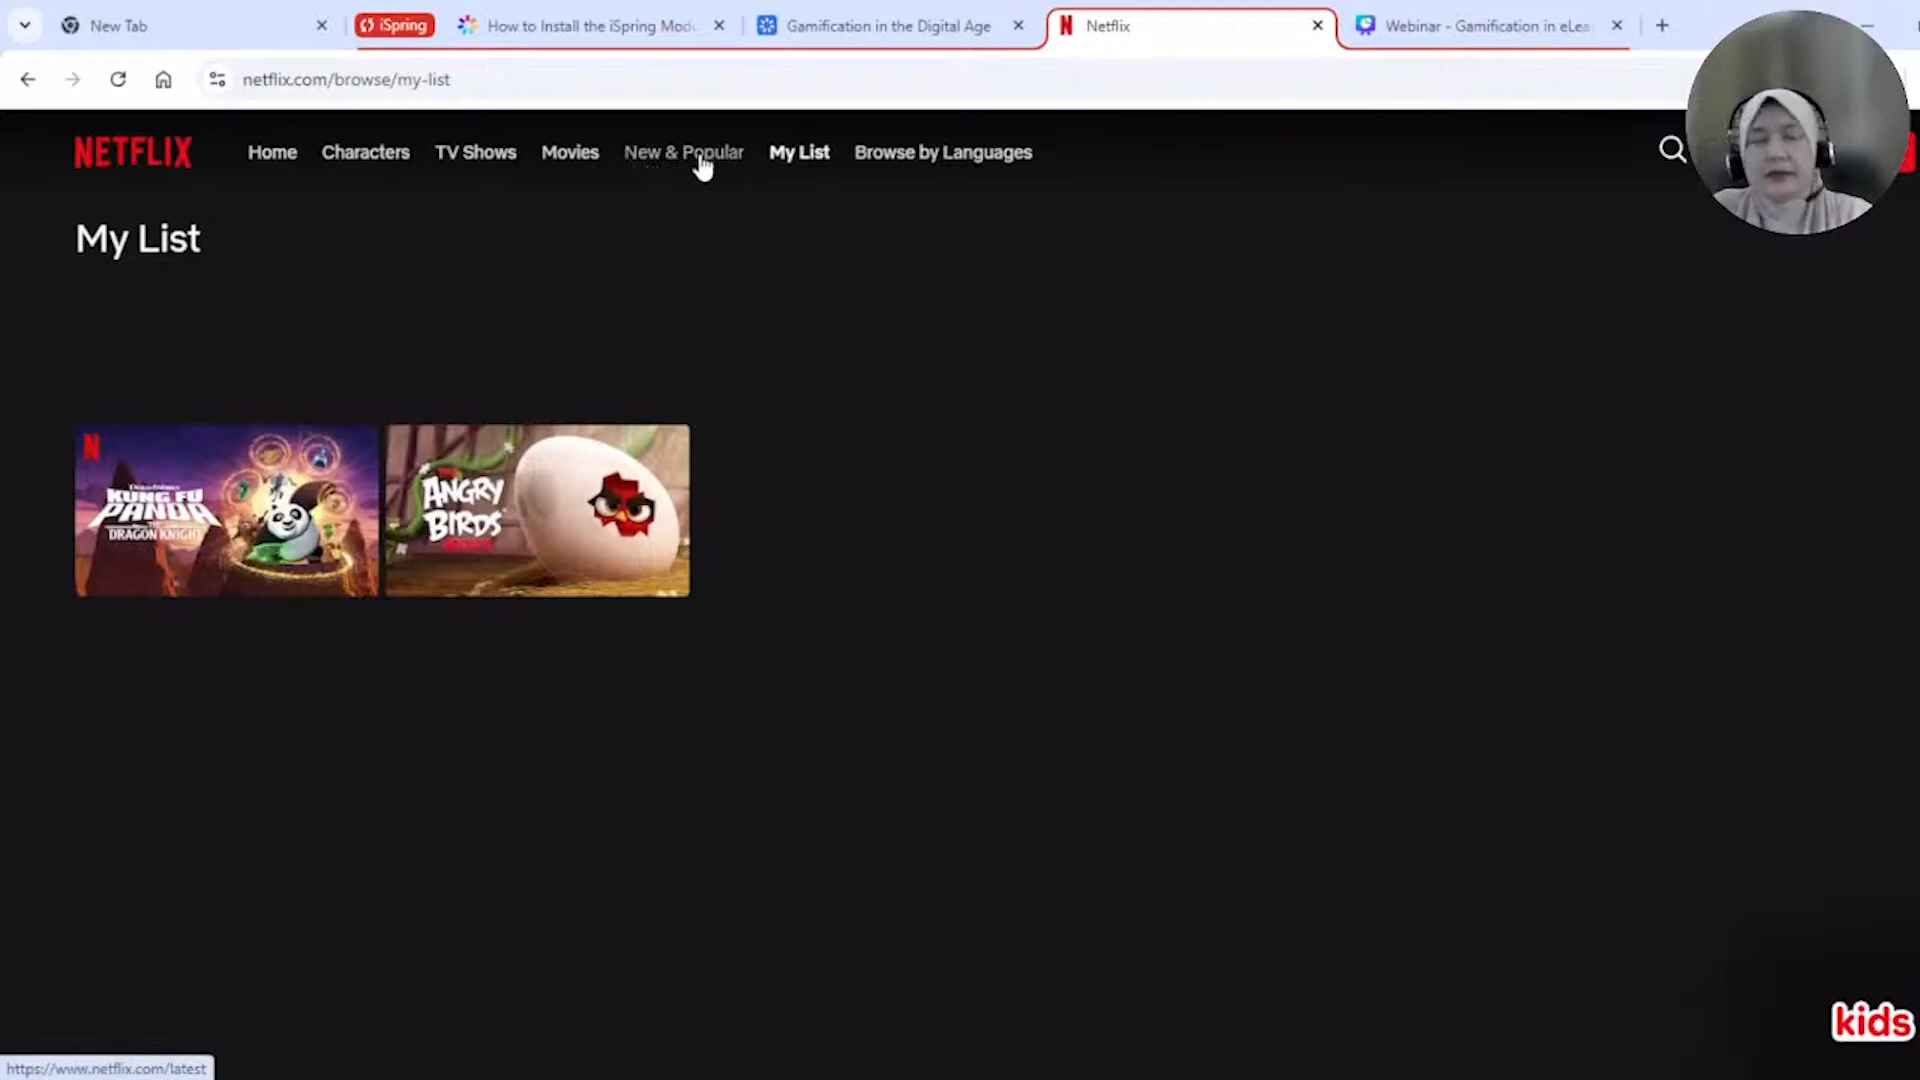 New Tab
iSpring
How to Install the iSpring Mod
Gamification in the Digital Age
Netflix
Webinar - Gamification in eLea
netflix.com/browse/my-list
NETFLIX
Home
Characters
TV Shows
Movies
New & Popular
My List
Browse by Languages
My List
N
KUNG FU
PANDA
THE
DRAGON KNIGHT
ANGRY
BIRDS
kids
https://www.netflix.com/latest